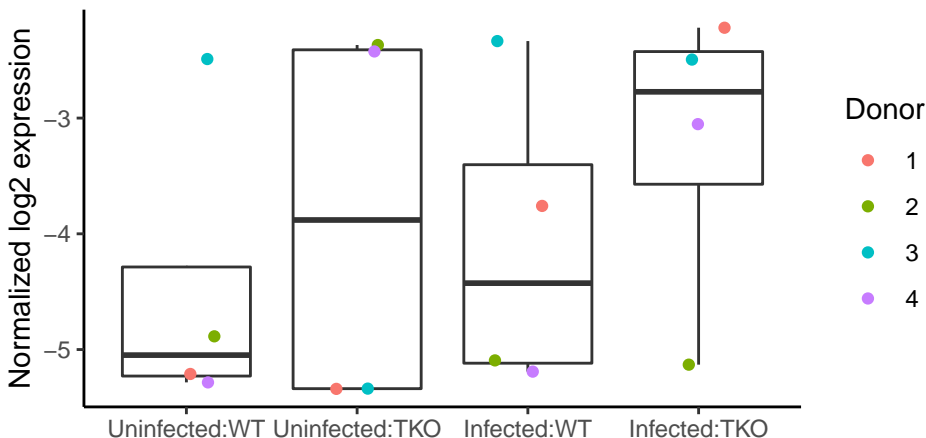 Normalized log2 expression
−3
−4
−5
Uninfected:WT
Uninfected:TKO
Infected:WT
Infected:TKO
Donor
1
2
3
4